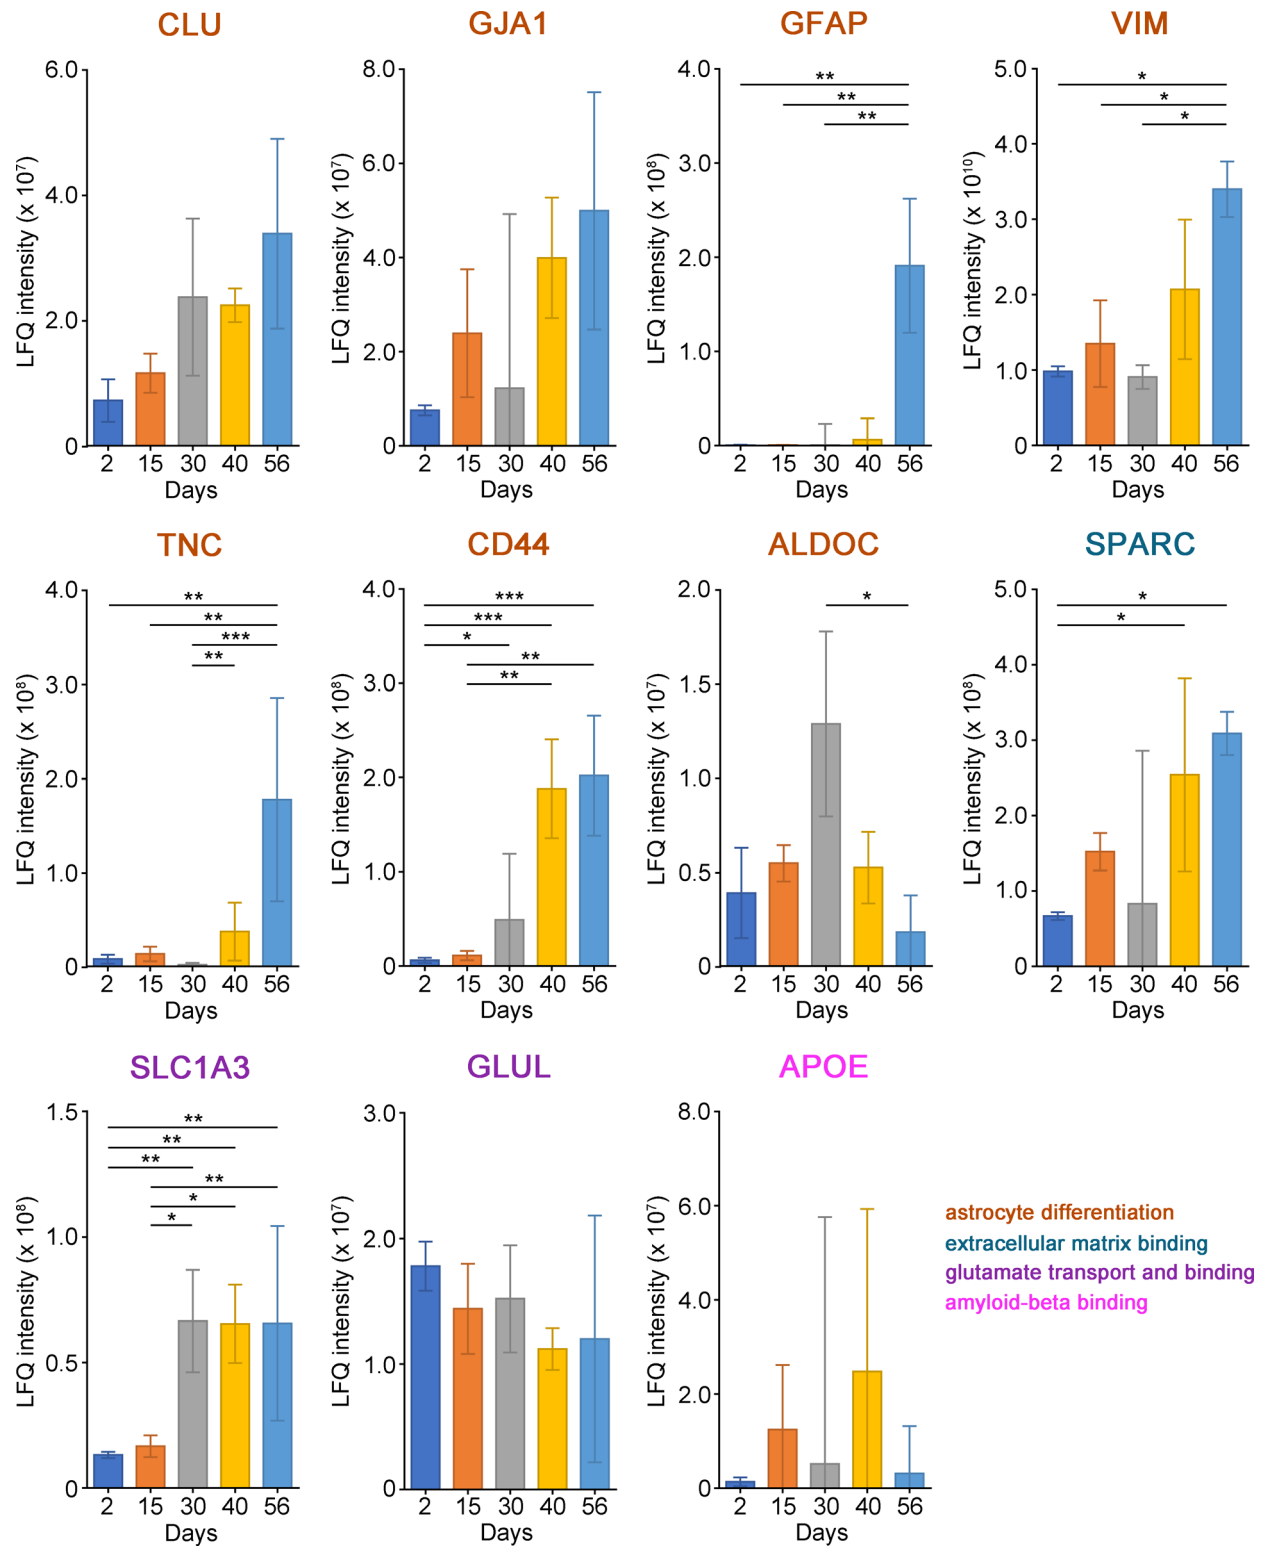 CLU
GJA1
GFAP
VIM
6.0
4.0
2.0
0
LFQ intensity (x 10⁷)
2 15 30 40 56
Days
8.0
6.0
4.0
2.0
0
LFQ intensity (x 10⁷)
2 15 30 40 56
Days
4.0
3.0
2.0
1.0
0
LFQ intensity (x 10⁸)
**
**
**
2 15 30 40 56
Days
5.0
4.0
3.0
2.0
1.0
0
LFQ intensity (x 10¹⁰)
*
*
*
2 15 30 40 56
Days
TNC
CD44
ALDOC
SPARC
4.0
3.0
2.0
1.0
0
LFQ intensity (x 10⁸)
**
**
***
**
2 15 30 40 56
Days
4.0
3.0
2.0
1.0
0
LFQ intensity (x 10⁸)
***
***
*
**
**
2 15 30 40 56
Days
2.0
1.5
1.0
0.5
0
LFQ intensity (x 10⁷)
*
2 15 30 40 56
Days
5.0
4.0
3.0
2.0
1.0
0
LFQ intensity (x 10⁸)
*
*
2 15 30 40 56
Days
SLC1A3
GLUL
APOE
1.5
1.0
0.5
0
LFQ intensity (x 10⁸)
**
**
**
**
*
*
2 15 30 40 56
Days
3.0
2.0
1.0
0
LFQ intensity (x 10⁷)
2 15 30 40 56
Days
8.0
6.0
4.0
2.0
0
LFQ intensity (x 10⁷)
2 15 30 40 56
Days
astrocyte differentiation
extracellular matrix binding
glutamate transport and binding
amyloid-beta binding